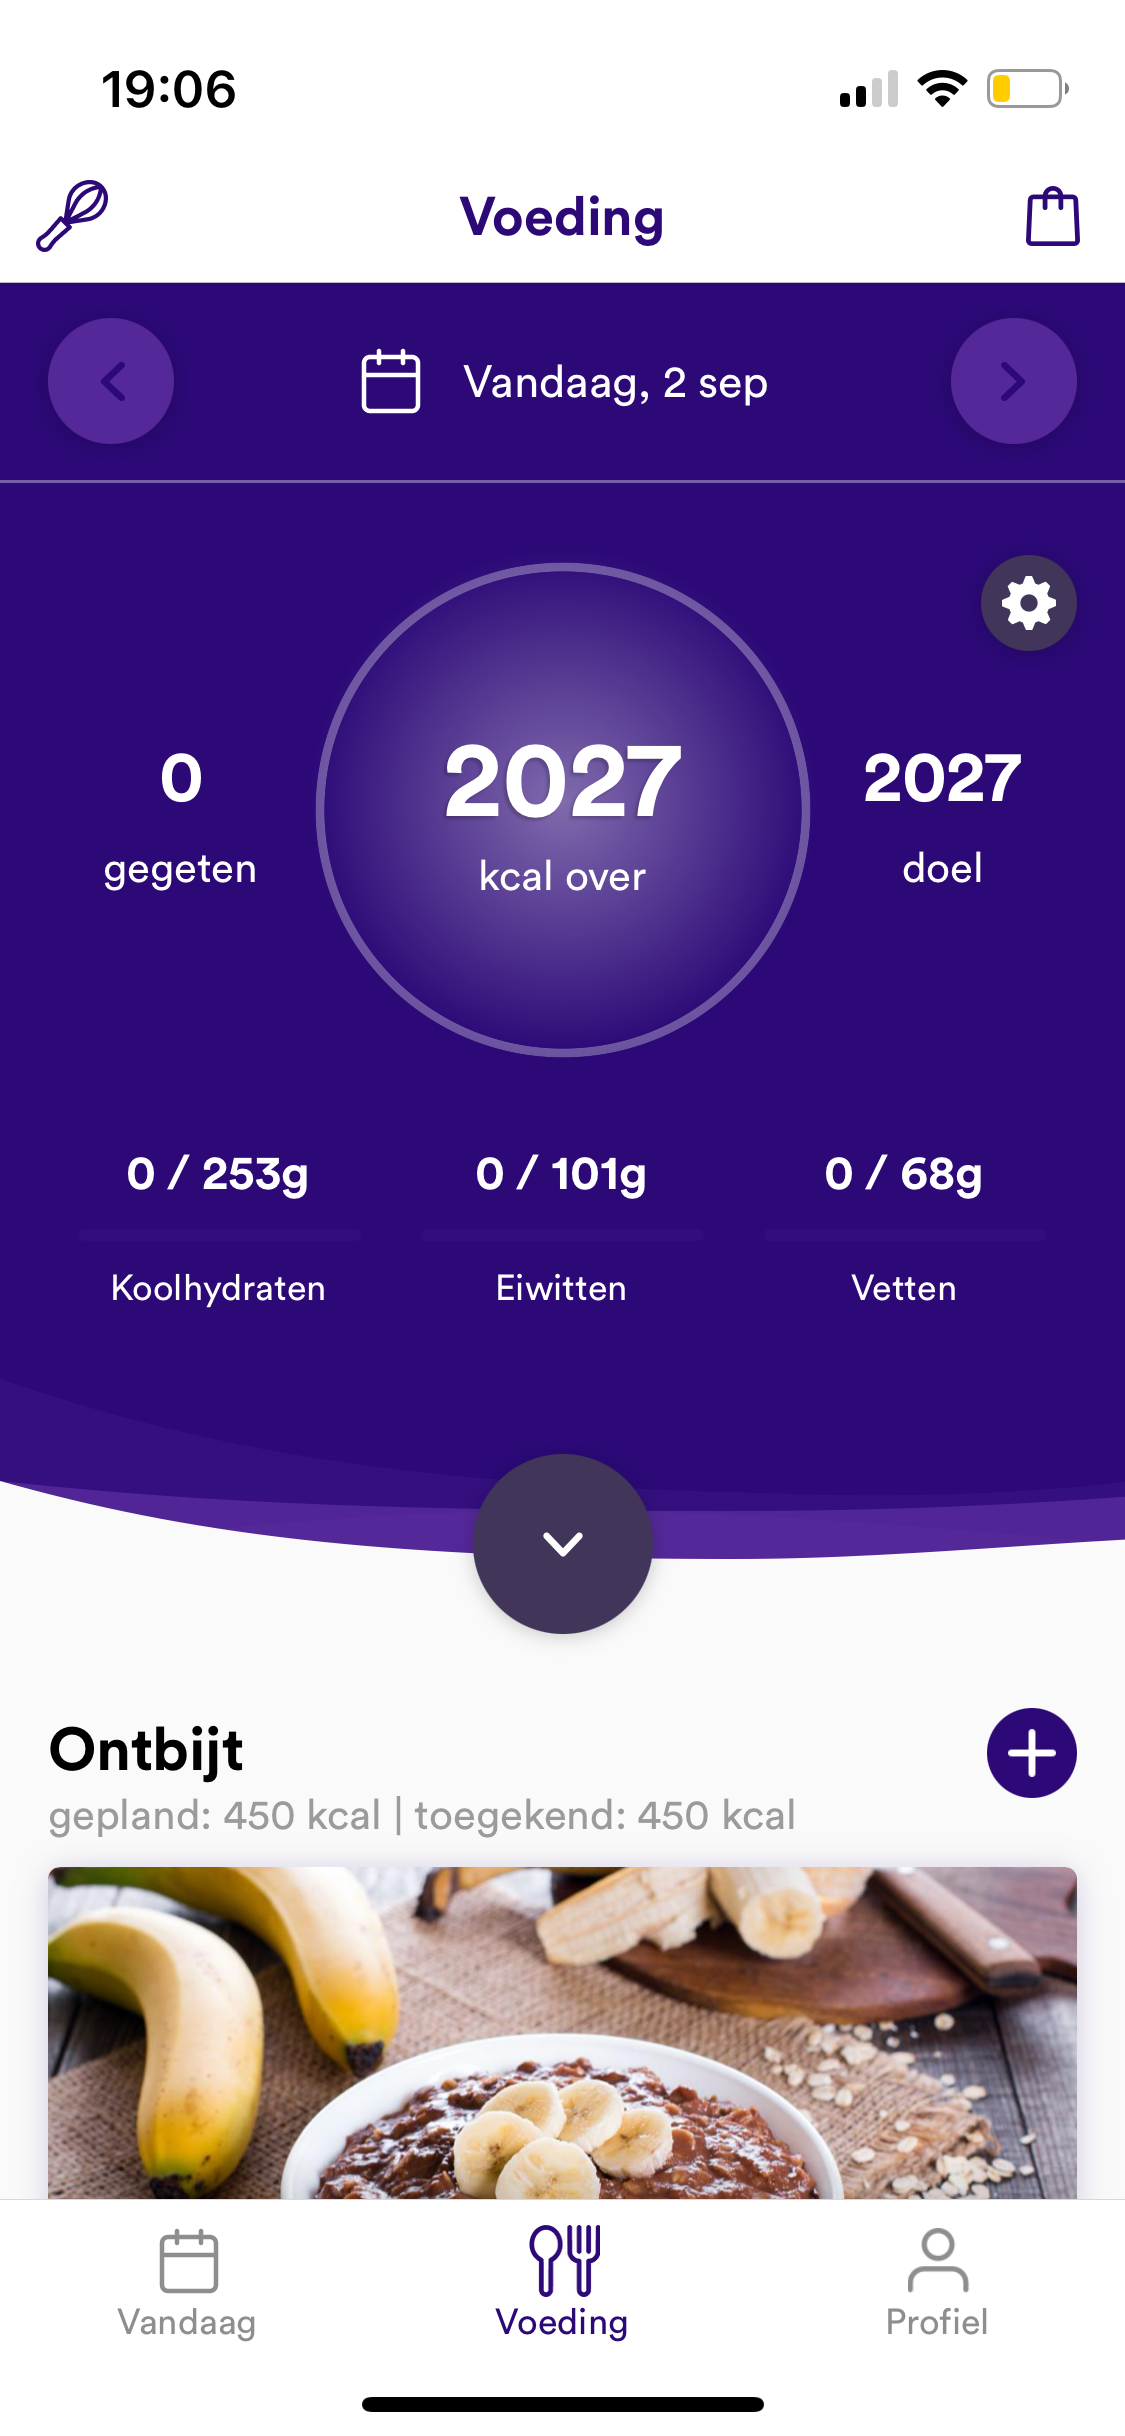 19:06
Voeding
Vandaag, 2 sep
0
gegeten
2027
kcal over
2027
doel
0 / 253g
Koolhydraten
0 / 101g
Eiwitten
0 / 68g
Vetten
Ontbijt
gepland: 450 kcal | toegekend: 450 kcal
Vandaag
Voeding
Profiel